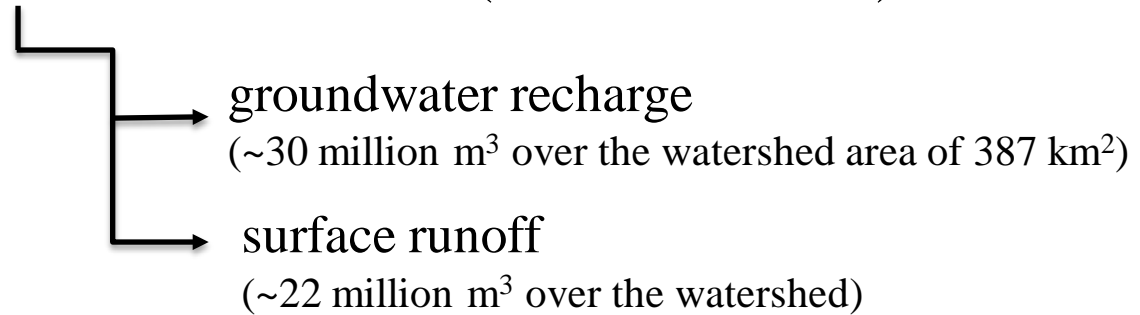 groundwater recharge
(~30 million m³ over the watershed area of 387 km²)
surface runoff
(~22 million m³ over the watershed)